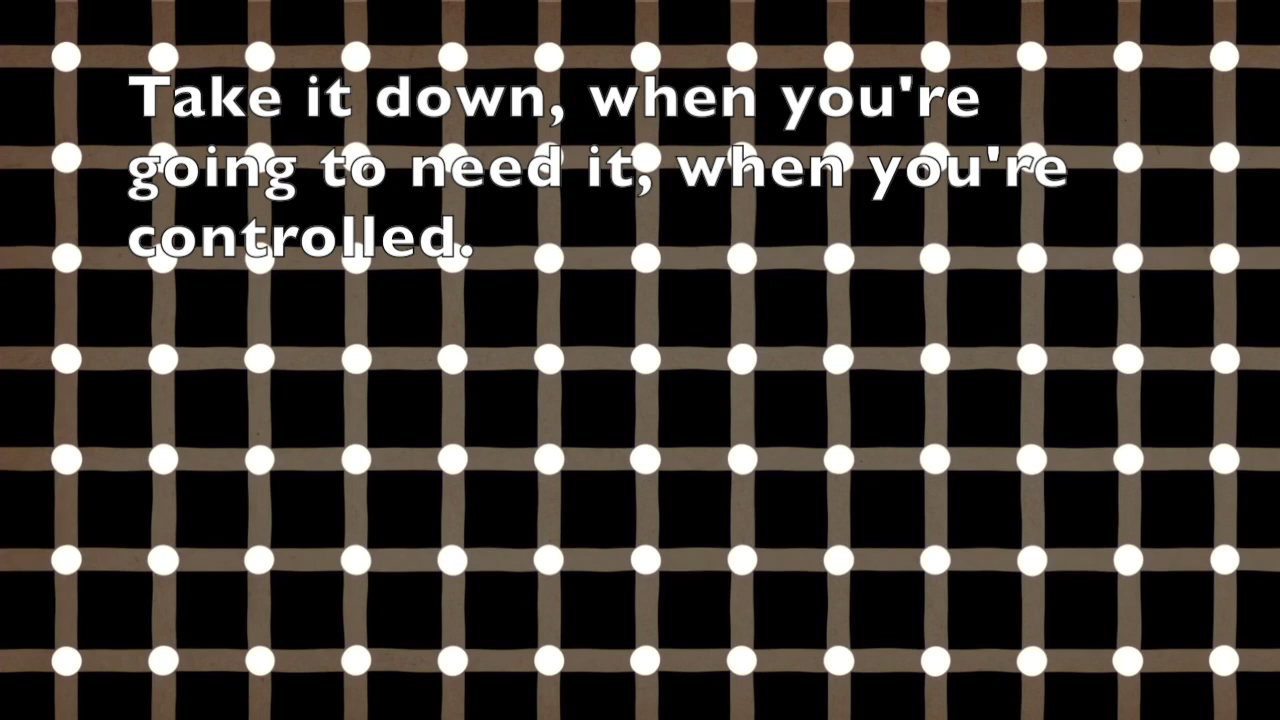 Take it down, when you're
going to need it, when you're
controlled.